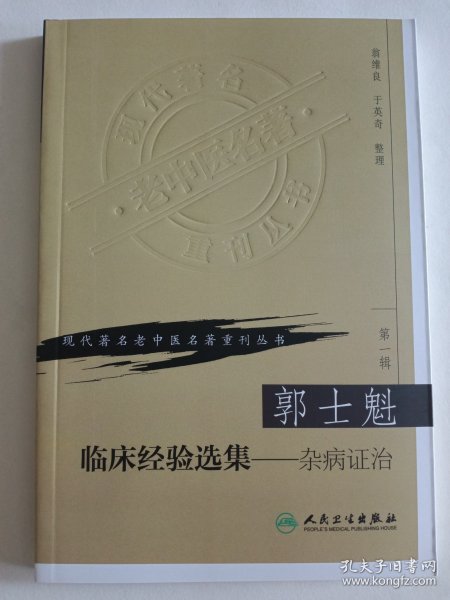 翁维良 于英奇 整理
现代著名
老中医名著
重刊丛书
现代著名老中医名著重刊丛书
第一辑
郭士魁
临床经验选集——杂病证治
人民卫生出版社
PEOPLE'S MEDICAL PUBLISHING HOUSE
孔夫子旧书网
www.kongfz.com